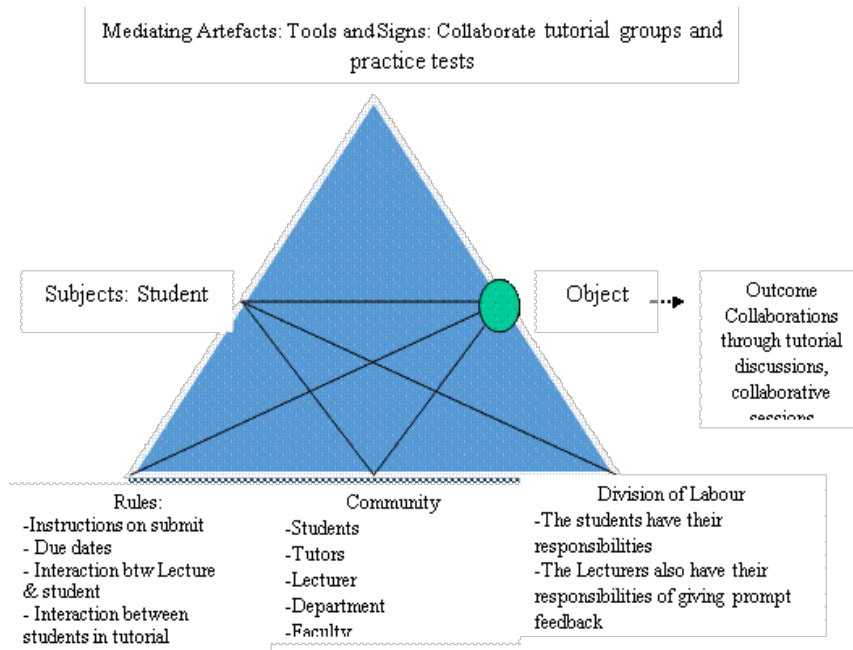 Mediating Artefacts: Tools and Signs: Collaborate tutorial groups and
practice tests
Subjects: Student
Object
Outcome
Collaborations
through tutorial
discussions,
collaborative
sessions
Rules:
-Instructions on submit
- Due dates
- Interaction btw Lecture
& student
- Interaction between
students in tutorial
Community
-Students
-Tutors
-Lecturer
-Department
-Faculty
Division of Labour
-The students have their
responsibilities
-The Lecturers also have their
responsibilities of giving prompt
feedback